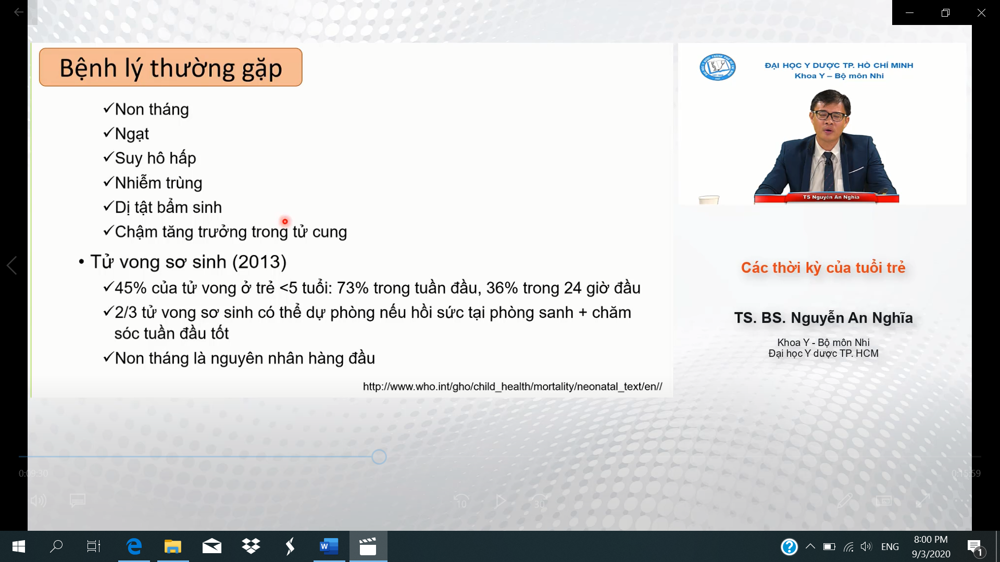 Bệnh lý thường gặp
✓Non tháng
✓Ngạt
✓Suy hô hấp
✓Nhiễm trùng
✓Dị tật bẩm sinh
✓Chậm tăng trưởng trong tử cung
• Tử vong sơ sinh (2013)
✓45% của tử vong ở trẻ <5 tuổi: 73% trong tuần đầu, 36% trong 24 giờ đầu
✓2/3 tử vong sơ sinh có thể dự phòng nếu hồi sức tại phòng sanh + chăm
sóc tuần đầu tốt
✓Non tháng là nguyên nhân hàng đầu
http://www.who.int/gho/child_health/mortality/neonatal_text/en//
ĐẠI HỌC Y DƯỢC TP. HỒ CHÍ MINH
Khoa Y – Bộ môn Nhi
TS Nguyễn An Nghĩa
Các thời kỳ của tuổi trẻ
TS. BS. Nguyễn An Nghĩa
Khoa Y - Bộ môn Nhi
Đại học Y dược TP. HCM
0:09:30
0:15:59
10
30
W
ENG
8:00 PM
9/3/2020
1